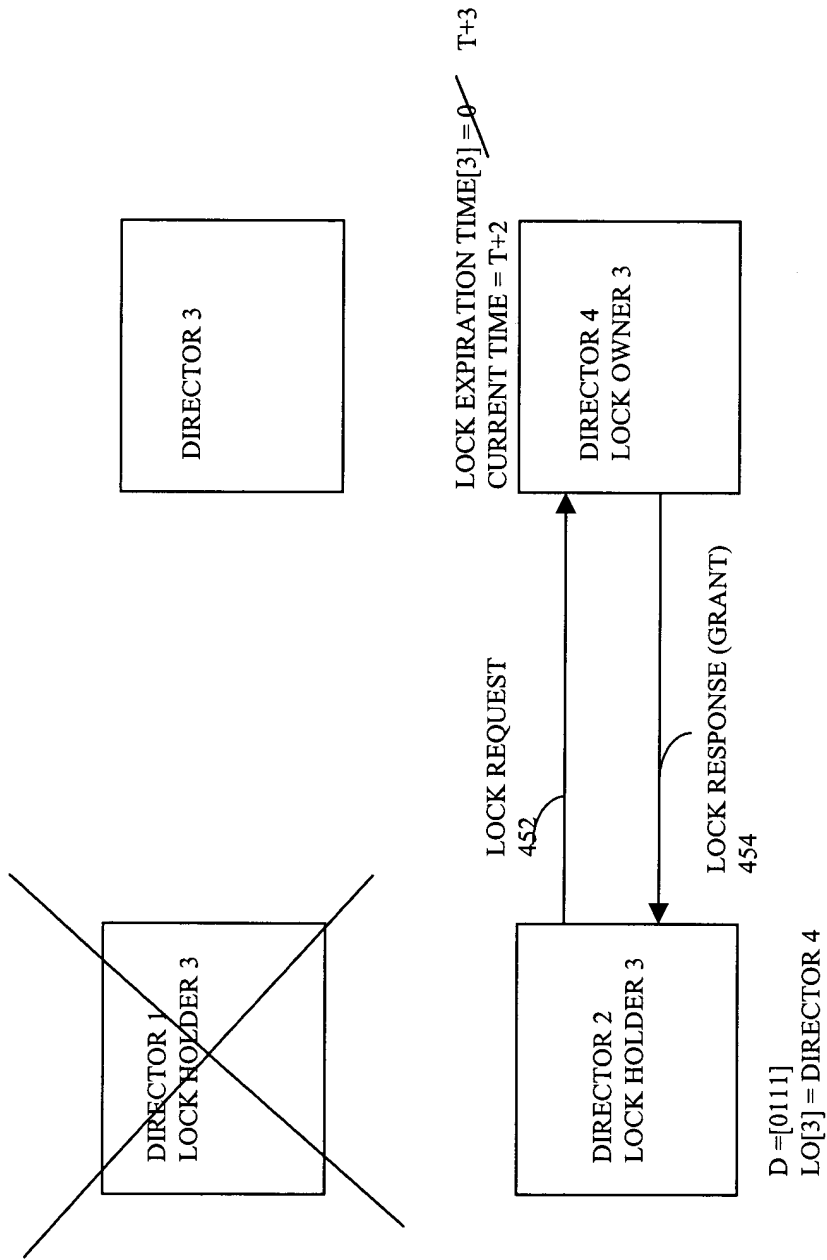 DIRECTOR 1
LOCK HOLDER 3
DIRECTOR 3
LOCK EXPIRATION TIME[3] = 0 T+3
CURRENT TIME = T+2
DIRECTOR 2
LOCK HOLDER 3
LOCK REQUEST
452
LOCK RESPONSE (GRANT)
454
DIRECTOR 4
LOCK OWNER 3
D =[0111]
LO[3] = DIRECTOR 4